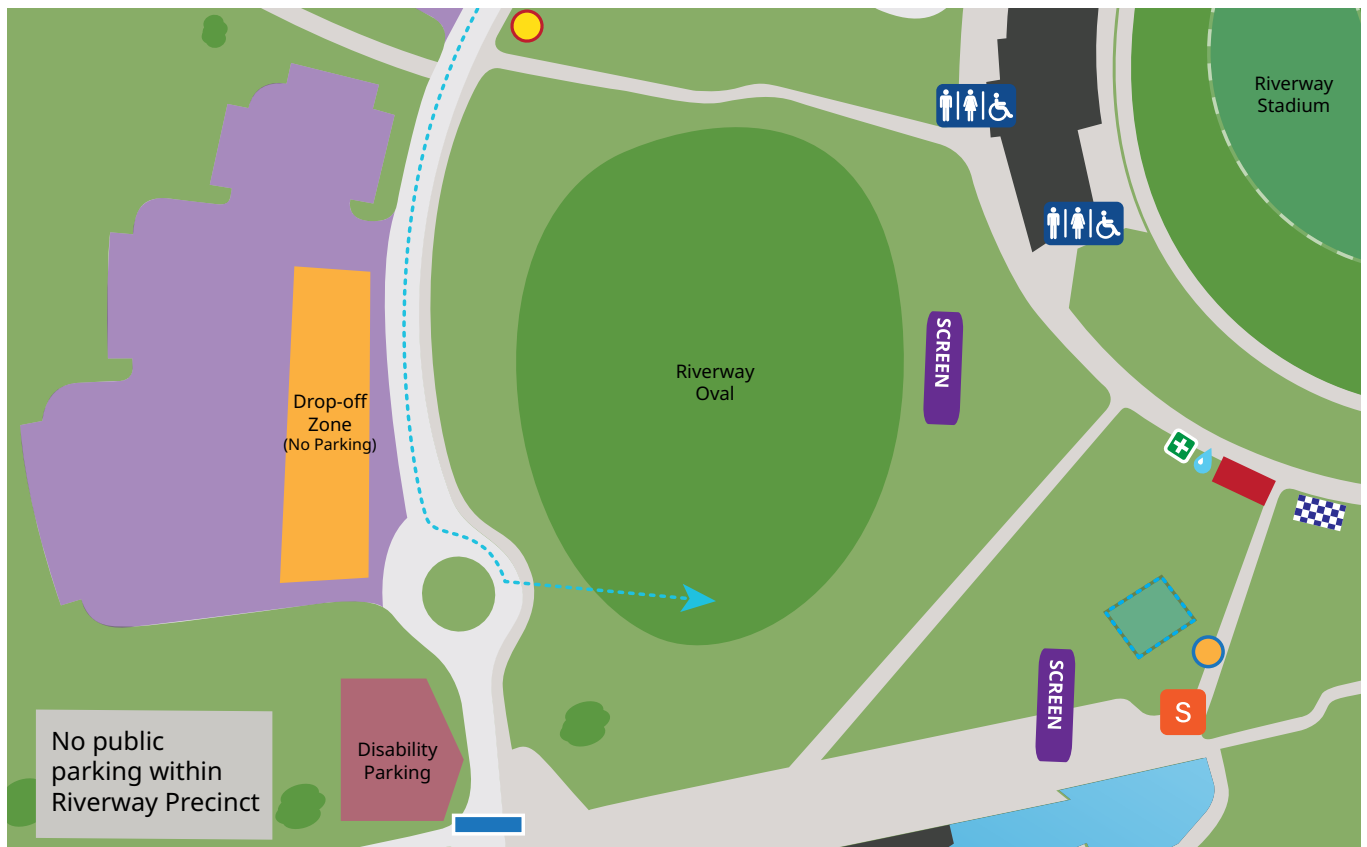 Riverway
Stadium
SCREEN
Riverway
Oval
Drop-off
Zone
(No Parking)
SCREEN
S
Disability
Parking
No public
parking within
Riverway Precinct